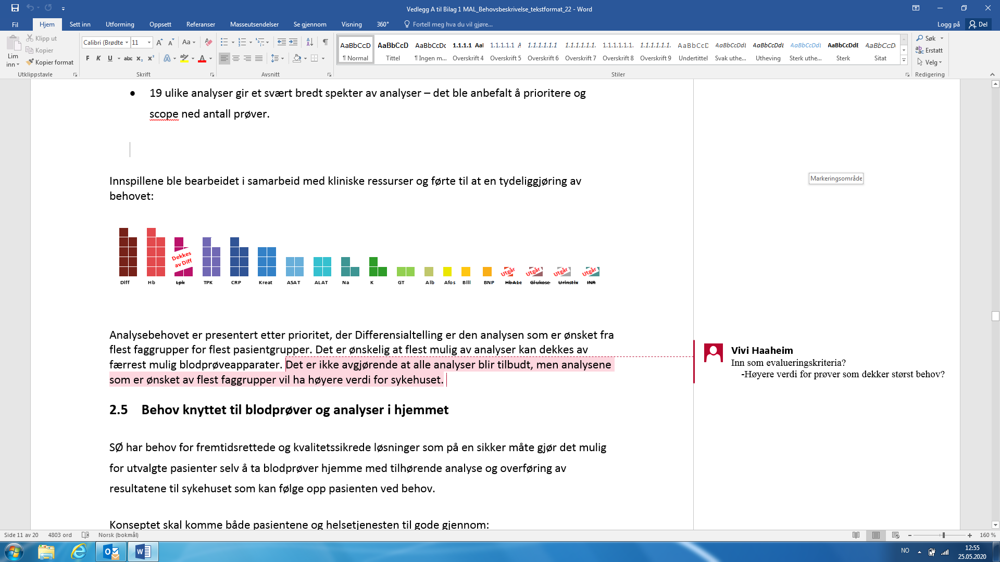 Vedlegg A til Bilag 1 MAL_Behovsbeskrivelse_tekstformat_22 - Word
Fil Hjem Sett inn Utforming Oppsett Referanser Masseutsendelser Se gjennom Visning 360° Fortell meg hva du vil gjøre... Logg på Del
Lim inn
Klipp ut
Kopier
Kopier format
Calibri (Brødte 11
F K U abc x₂ x²
AaBbCcD AaBbCcD AaBbCcDc 1.1.1.1 Aal 1.1.1.1.1 A 1.1.1.1.1.1 1.1.1.1.1.1. 1.1.1.1.1.1. 1.1.1.1.1.1. AaBbCcD AaBbCcDdE AaBbCcDdE AaBbCcDdE AaBbCcDdE AaBbCcD
¶ Normal Tittel ¶ Ingen m... Overskrift 4 Overskrift 5 Overskrift 6 Overskrift 7 Overskrift 8 Overskrift 9 Undertittel Svak uthe... Utheving Sterk uthe... Sterk Sitat
Søk
Erstatt
Velg
Utklippstavle Skrift Avsnitt Stiler Redigering
• 19 ulike analyser gir et svært bredt spekter av analyser – det ble anbefalt å prioritere og
scope ned antall prøver.
Markeringsområde
Innspillene ble bearbeidet i samarbeid med kliniske ressurser og førte til at en tydeliggjøring av
behovet:
Dekkes
av Diff
Utgår Utgår Utgår Utgår
Diff Hb Lpk TPK CRP Kreat ASAT ALAT Na K GT Alb Afos Bili BNP HbA1c Glukose Urinstix INR
Analysebehovet er presentert etter prioritet, der Differensialtelling er den analysen som er ønsket fra
flest faggrupper for flest pasientgrupper. Det er ønskelig at flest mulig av analyser kan dekkes av
færrest mulig blodprøveapparater. Det er ikke avgjørende at alle analyser blir tilbudt, men analysene
som er ønsket av flest faggrupper vil ha høyere verdi for sykehuset.
Vivi Haaheim
Inn som evalueringskriteria?
-Høyere verdi for prøver som dekker størst behov?
2.5 Behov knyttet til blodprøver og analyser i hjemmet
SØ har behov for fremtidsrettede og kvalitetssikrede løsninger som på en sikker måte gjør det mulig
for utvalgte pasienter selv å ta blodprøver hjemme med tilhørende analyse og overføring av
resultatene til sykehuset som kan følge opp pasienten ved behov.
Konseptet skal komme både pasientene og helsetjenesten til gode gjennom:
Side 11 av 20 4803 ord Norsk (bokmål) 160 %
NO 12:55
25.05.2020